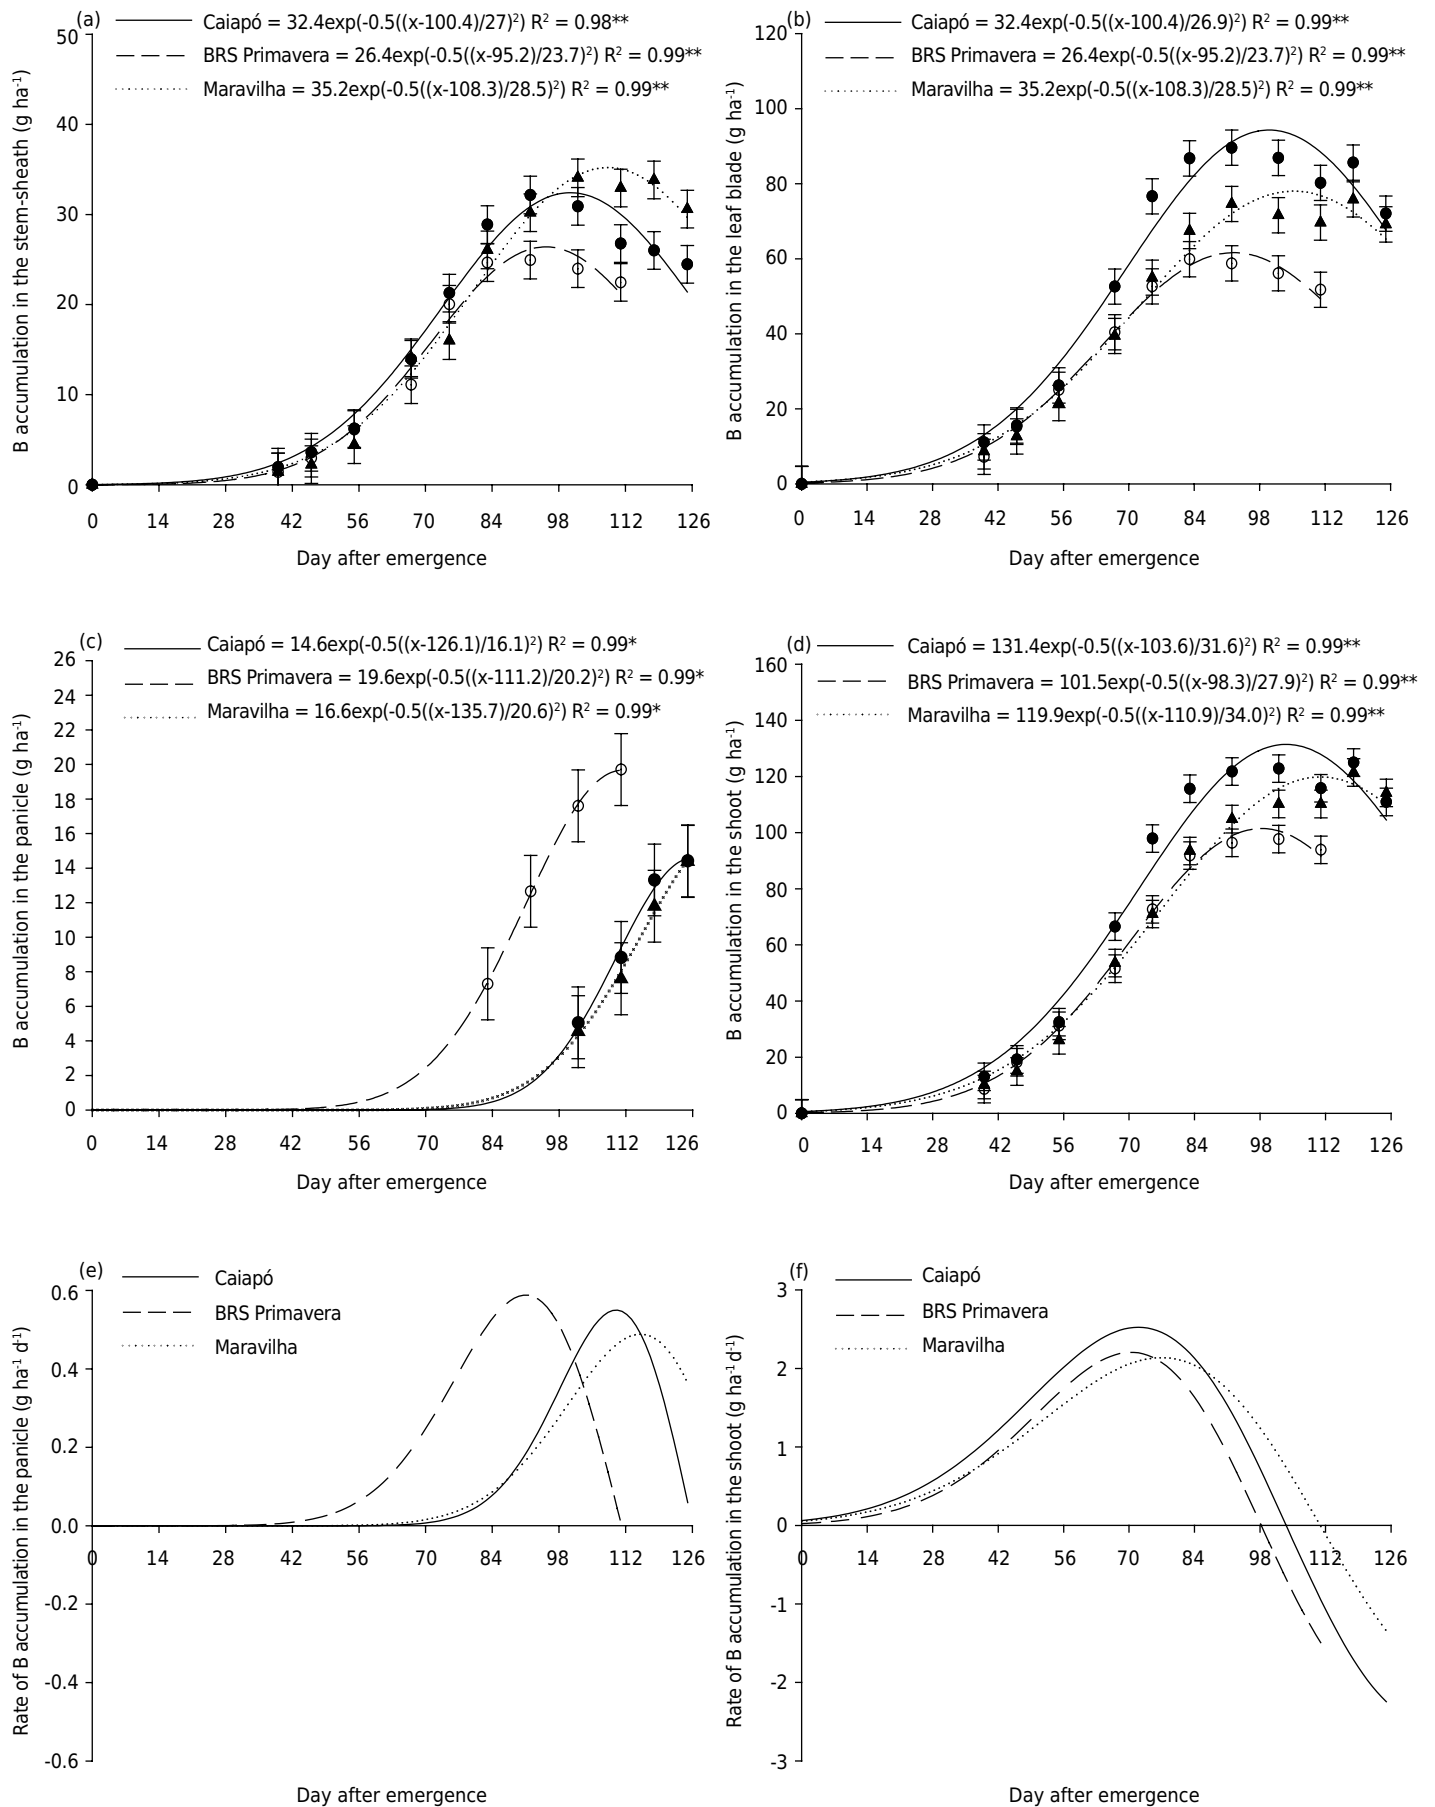 (a)
Caiapó = 32.4exp(-0.5((x-100.4)/27)²) R² = 0.98**
BRS Primavera = 26.4exp(-0.5((x-95.2)/23.7)²) R² = 0.99**
Maravilha = 35.2exp(-0.5((x-108.3)/28.5)²) R² = 0.99**
B accumulation in the stem-sheath (g ha⁻¹)
50
40
30
20
10
0
0 14 28 42 56 70 84 98 112 126
Day after emergence
(b)
Caiapó = 32.4exp(-0.5((x-100.4)/26.9)²) R² = 0.99**
BRS Primavera = 26.4exp(-0.5((x-95.2)/23.7)²) R² = 0.99**
Maravilha = 35.2exp(-0.5((x-108.3)/28.5)²) R² = 0.99**
B accumulation in the leaf blade (g ha⁻¹)
120
100
80
60
40
20
0
0 14 28 42 56 70 84 98 112 126
Day after emergence
(c)
Caiapó = 14.6exp(-0.5((x-126.1)/16.1)²) R² = 0.99*
BRS Primavera = 19.6exp(-0.5((x-111.2)/20.2)²) R² = 0.99*
Maravilha = 16.6exp(-0.5((x-135.7)/20.6)²) R² = 0.99*
B accumulation in the panicle (g ha⁻¹)
26
24
22
20
18
16
14
12
10
8
6
4
2
0
0 14 28 42 56 70 84 98 112 126
Day after emergence
(d)
Caiapó = 131.4exp(-0.5((x-103.6)/31.6)²) R² = 0.99**
BRS Primavera = 101.5exp(-0.5((x-98.3)/27.9)²) R² = 0.99**
Maravilha = 119.9exp(-0.5((x-110.9)/34.0)²) R² = 0.99**
B accumulation in the shoot (g ha⁻¹)
160
140
120
100
80
60
40
20
0
0 14 28 42 56 70 84 98 112 126
Day after emergence
(e)
Caiapó
BRS Primavera
Maravilha
Rate of B accumulation in the panicle (g ha⁻¹ d⁻¹)
0.6
0.4
0.2
0.0
0 14 28 42 56 70 84 98 112 126
-0.2
-0.4
-0.6
Day after emergence
(f)
Caiapó
BRS Primavera
Maravilha
Rate of B accumulation in the shoot (g ha⁻¹ d⁻¹)
3
2
1
0
0 14 28 42 56 70 84 98 112 126
-1
-2
-3
Day after emergence